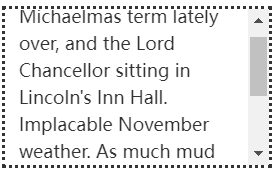 Michaelmas term lately
over, and the Lord
Chancellor sitting in
Lincoln's Inn Hall.
Implacable November
weather. As much mud